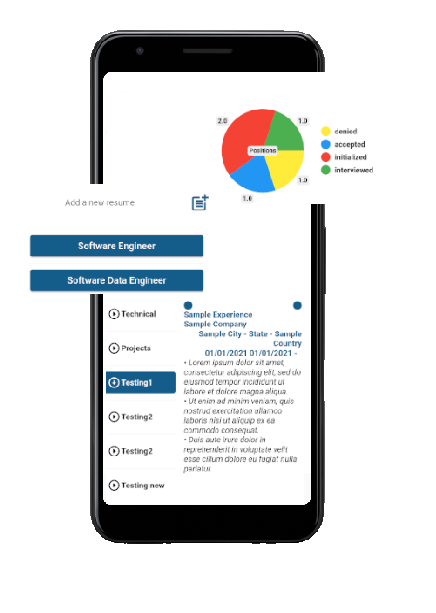 2.0
1.0
Positions
1.0
1.0
denied
accepted
initialized
interviewed
Add a new resume
Software Engineer
Software Data Engineer
Technical
Projects
Testing1
Testing2
Testing2
Testing new
Sample Experience
Sample Company
Sample City - State - Sample
Country
01/01/2021 01/01/2021 -
• Lorem ipsum dolor sit amet,
consectetur adipiscing elit, sed do
eiusmod tempor incididunt ut
labore et dolore magna aliqua.
• Ut enim ad minim veniam, quis
nostrud exercitation ullamco
laboris nisi ut aliquip ex ea
commodo consequat.
• Duis aute irure dolor in
reprehenderit in voluptate velit
esse cillum dolore eu fugiat nulla
pariatur.